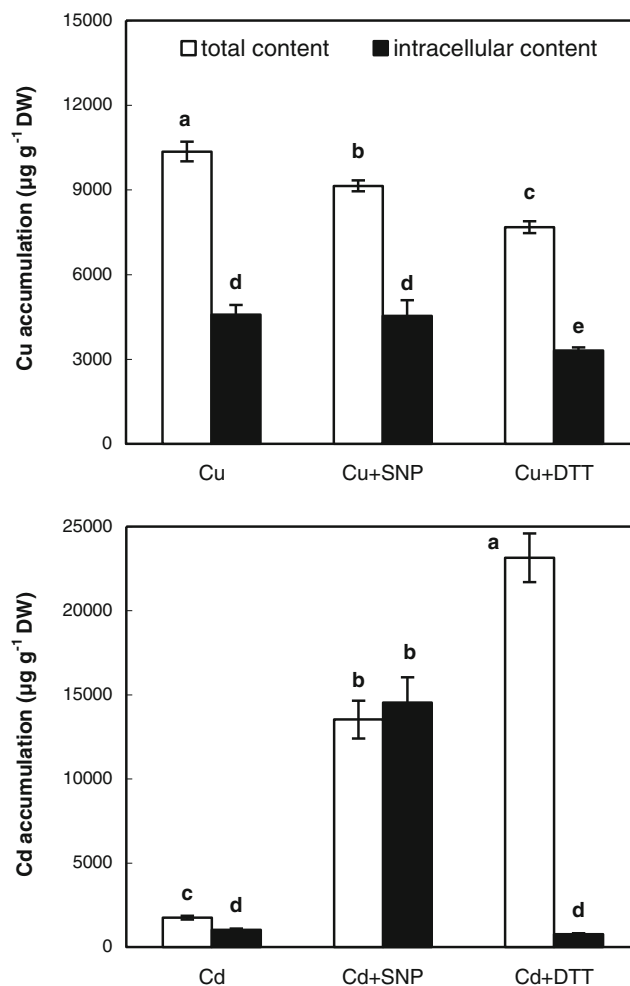 15000
total content intracellular content
12000
a
b
9000
c
6000
d d
e
3000
0
Cu accumulation (µg g⁻¹ DW)
Cu Cu+SNP Cu+DTT
25000
a
20000
b
b
15000
10000
5000
c d d
0
Cd accumulation (µg g⁻¹ DW)
Cd Cd+SNP Cd+DTT